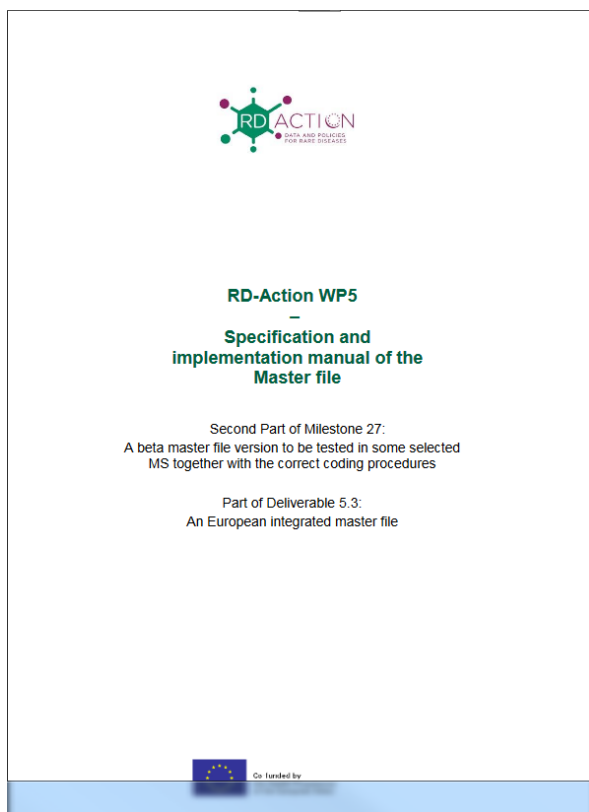 RD ACTION
DATA AND POLICIES
FOR RARE DISEASES
RD-Action WP5
–
Specification and
implementation manual of the
Master file
Second Part of Milestone 27:
A beta master file version to be tested in some selected
MS together with the correct coding procedures
Part of Deliverable 5.3:
An European integrated master file
Co funded by